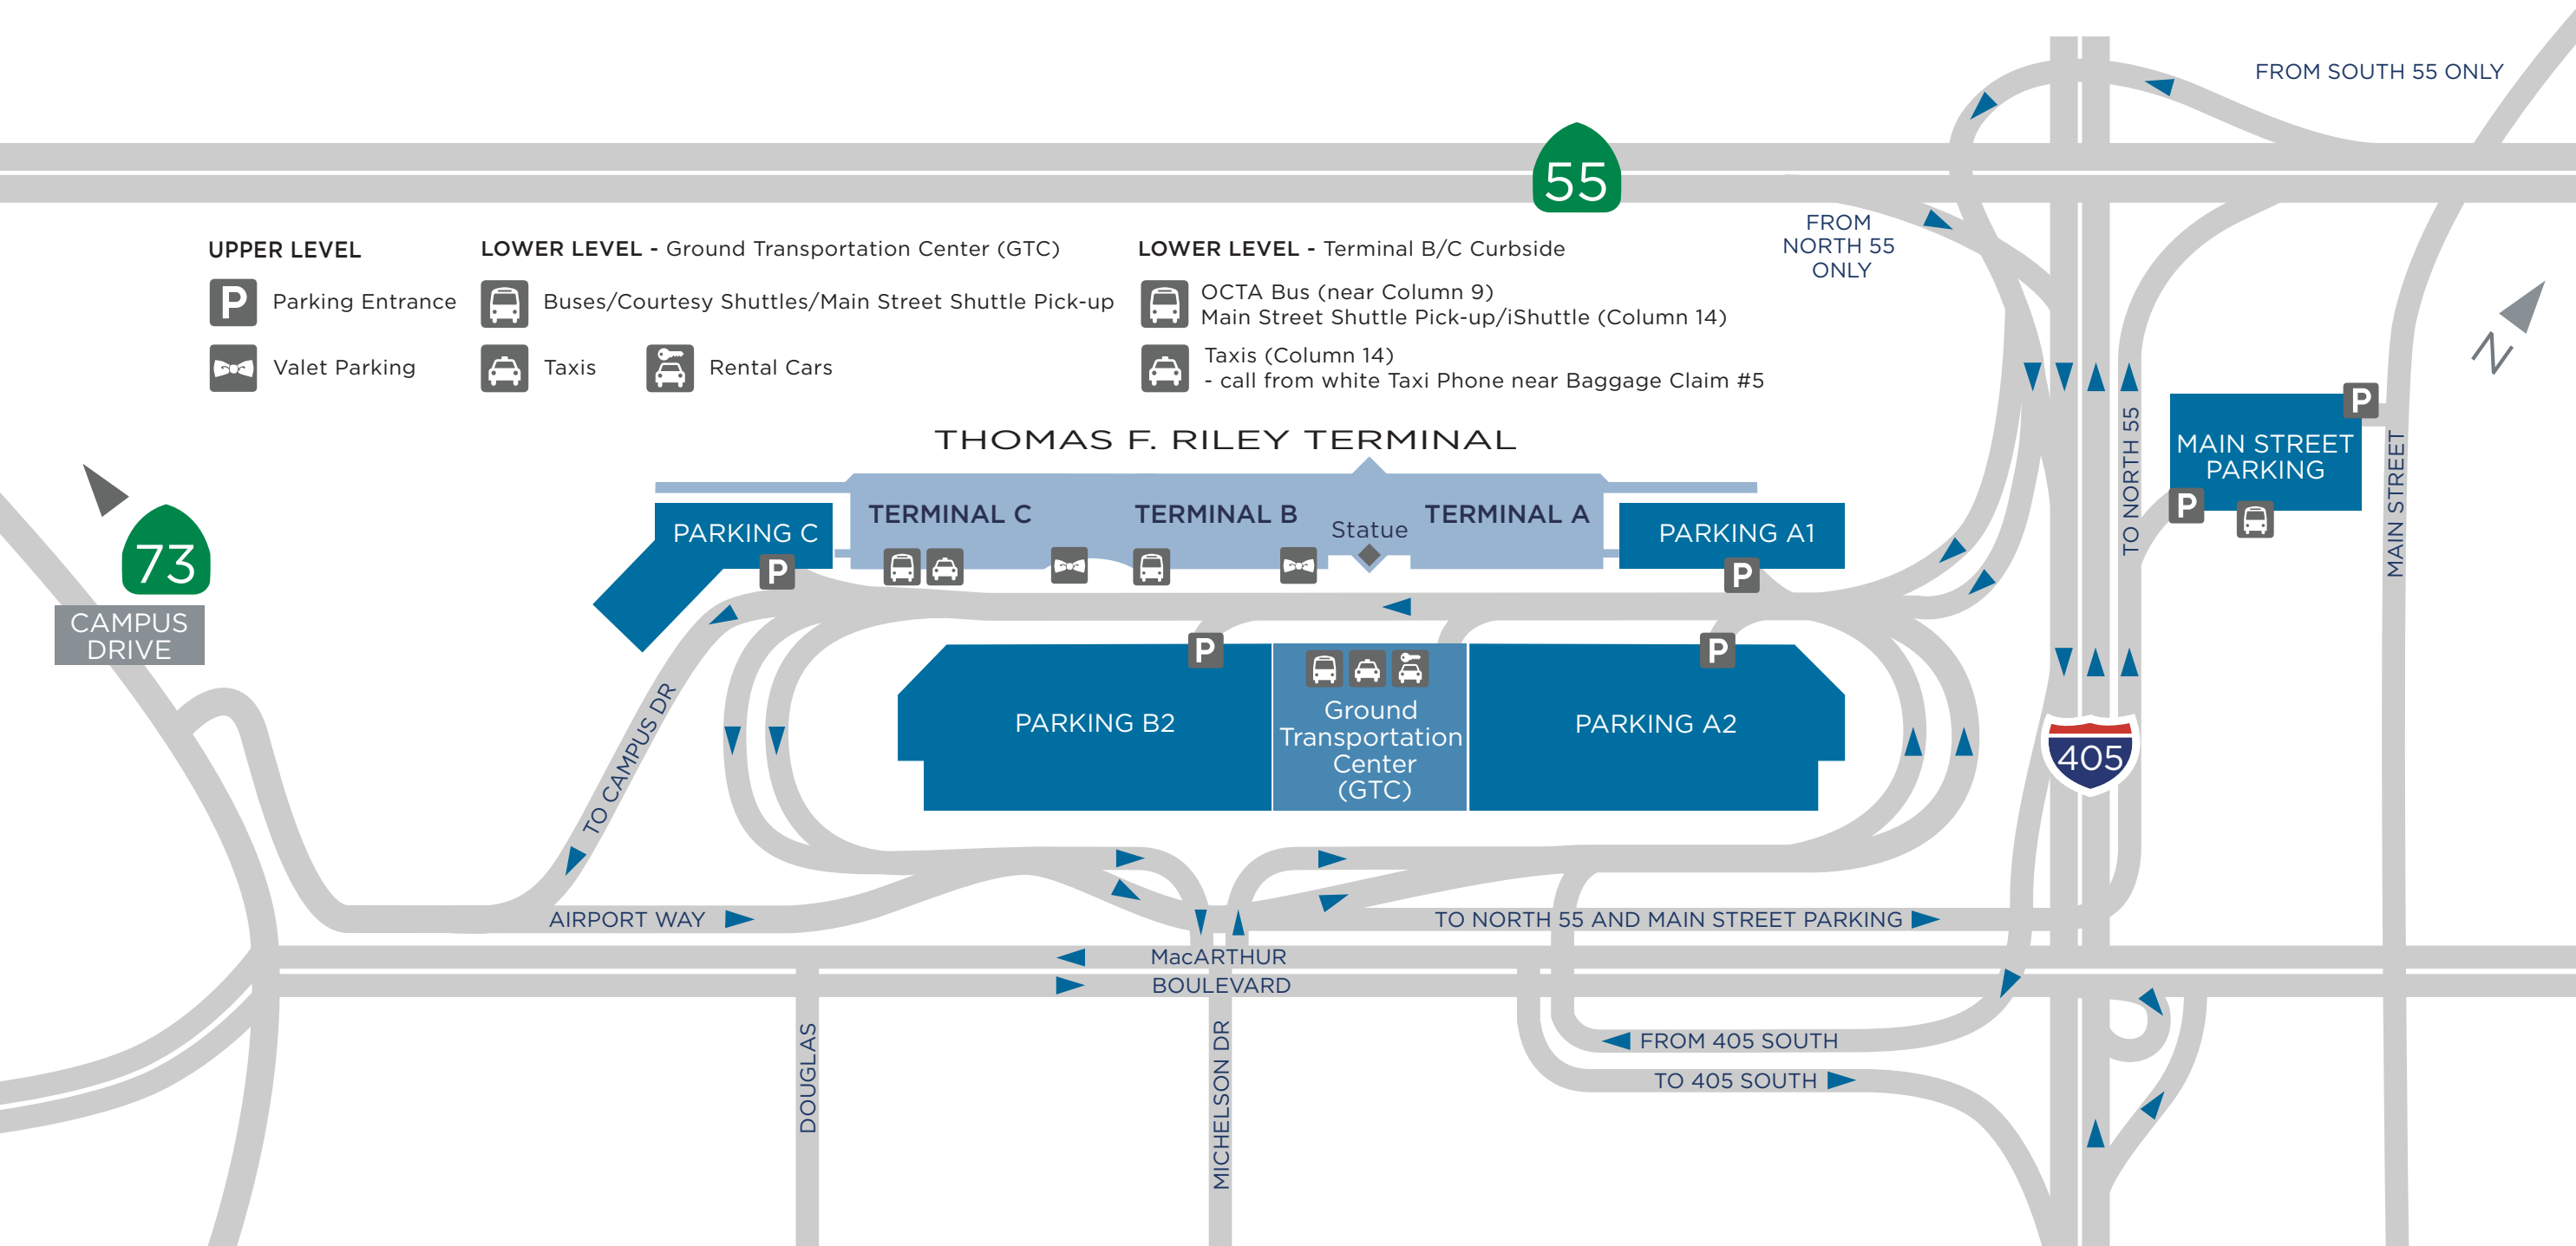 FROM SOUTH 55 ONLY
55
FROM
NORTH 55
ONLY
UPPER LEVEL
P Parking Entrance
Valet Parking
LOWER LEVEL - Ground Transportation Center (GTC)
Buses/Courtesy Shuttles/Main Street Shuttle Pick-up
Taxis
Rental Cars
LOWER LEVEL - Terminal B/C Curbside
OCTA Bus (near Column 9)
Main Street Shuttle Pick-up/iShuttle (Column 14)
Taxis (Column 14)
- call from white Taxi Phone near Baggage Claim #5
N
THOMAS F. RILEY TERMINAL
TERMINAL C
TERMINAL B
Statue
TERMINAL A
PARKING C
P
PARKING A1
P
TO NORTH 55
P
MAIN STREET
PARKING
P
MAIN STREET
73
CAMPUS
DRIVE
TO CAMPUS DR
P
PARKING B2
Ground
Transportation
Center
(GTC)
P
PARKING A2
405
AIRPORT WAY
TO NORTH 55 AND MAIN STREET PARKING
MacARTHUR
BOULEVARD
DOUGLAS
MICHELSON DR
FROM 405 SOUTH
TO 405 SOUTH